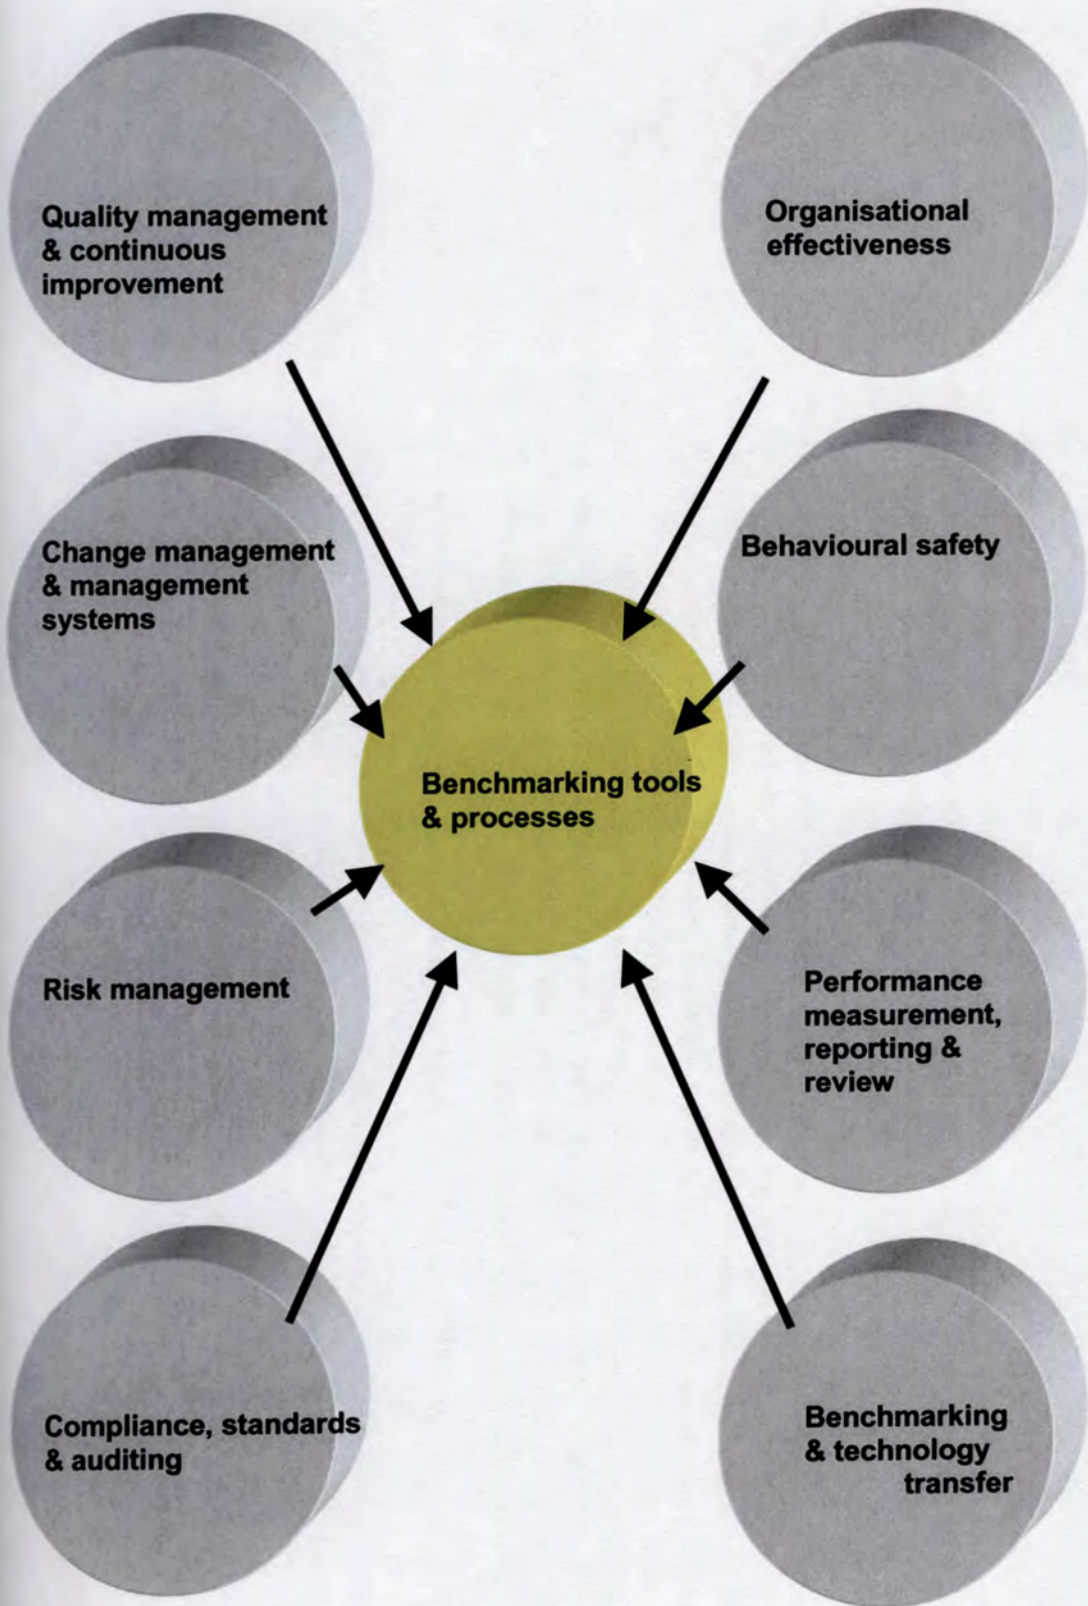 Quality management
& continuous
improvement
Organisational
effectiveness
Change management
& management
systems
Behavioural safety
Benchmarking tools
& processes
Risk management
Performance
measurement,
reporting &
review
Compliance, standards
& auditing
Benchmarking
& technology
transfer